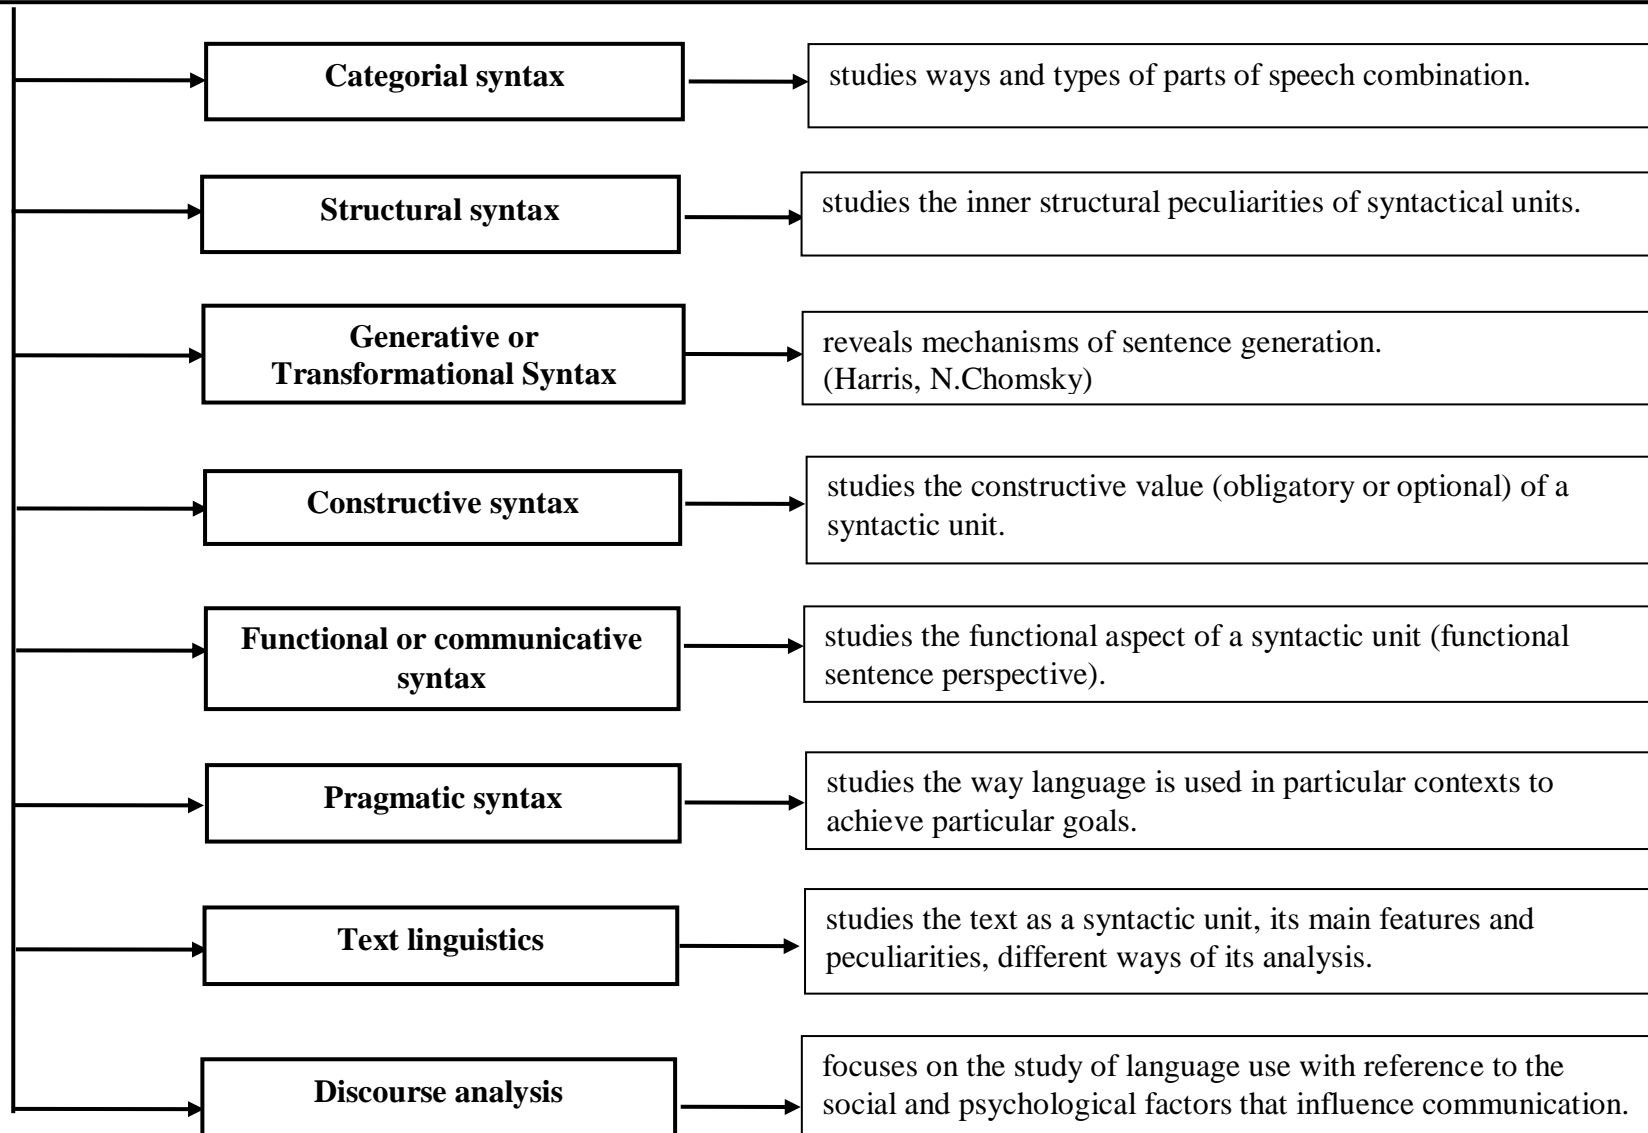 Categorial syntax
studies ways and types of parts of speech combination.
Structural syntax
studies the inner structural peculiarities of syntactical units.
Generative or
Transformational Syntax
reveals mechanisms of sentence generation.
(Harris, N.Chomsky)
Constructive syntax
studies the constructive value (obligatory or optional) of a
syntactic unit.
Functional or communicative
syntax
studies the functional aspect of a syntactic unit (functional
sentence perspective).
Pragmatic syntax
studies the way language is used in particular contexts to
achieve particular goals.
Text linguistics
studies the text as a syntactic unit, its main features and
peculiarities, different ways of its analysis.
Discourse analysis
focuses on the study of language use with reference to the
social and psychological factors that influence communication.